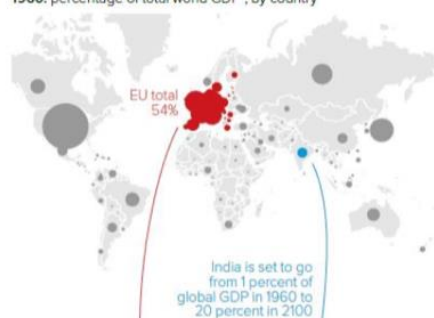 1960: percentage of total world GDP*, by country
EU total
54%
India is set to go
from 1 percent of
global GDP in 1960 to
20 percent in 2100